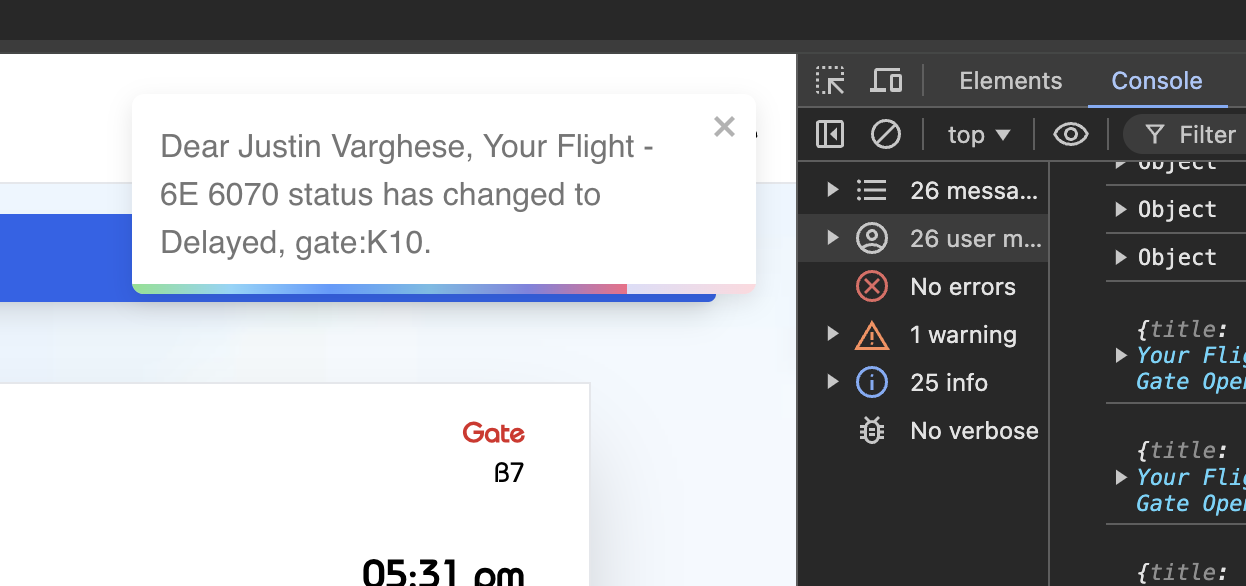 Dear Justin Varghese, Your Flight -
6E 6070 status has changed to
Delayed, gate:K10.
Gate
B7
05:31 pm
Elements
Console
top
Filter
26 messa...
26 user m...
No errors
1 warning
25 info
No verbose
Object
Object
Object
{title:
Your Flig
Gate Open
{title:
Your Flig
Gate Open
{title: